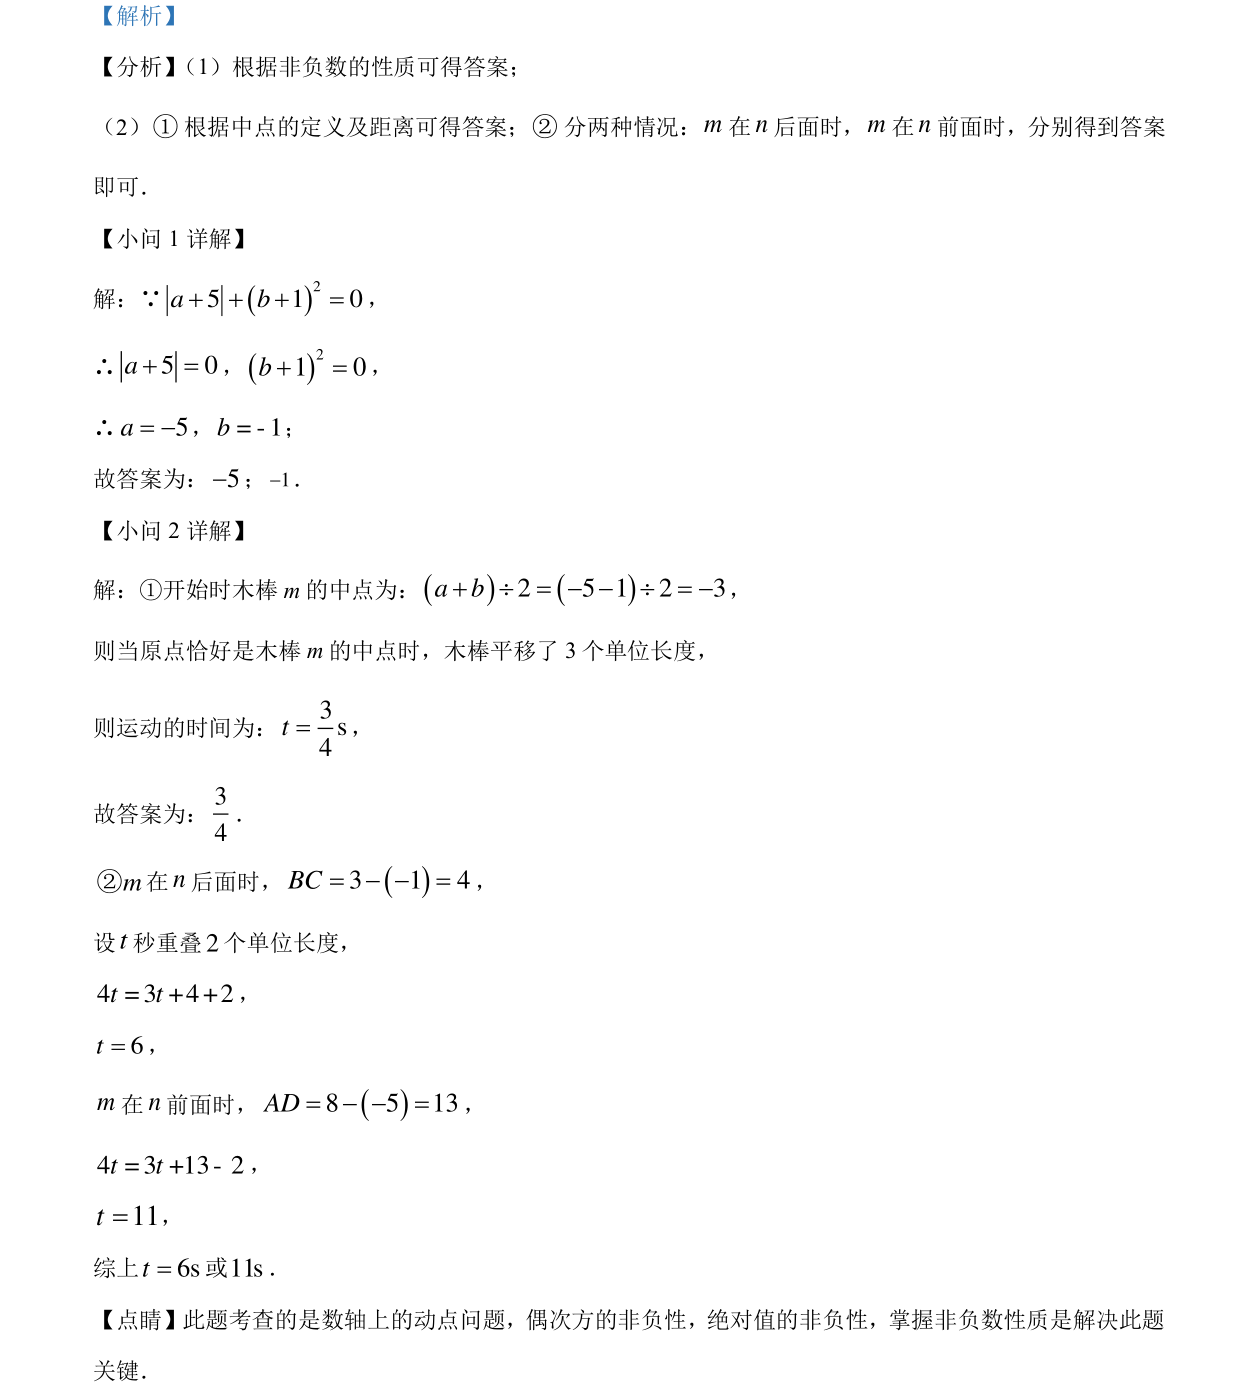 【解析】
【分析】（1）根据非负数的性质可得答案；
（2）① 根据中点的定义及距离可得答案；② 分两种情况：m 在 n 后面时，m 在 n 前面时，分别得到答案
即可．
【小问 1 详解】
解：∵|a+5|+(b+1)²=0，
∴|a+5|=0，(b+1)²=0，
∴a=−5，b=-1；
故答案为：−5；−1．
【小问 2 详解】
解：①开始时木棒 m 的中点为：(a+b)÷2=(−5−1)÷2=−3，
则当原点恰好是木棒 m 的中点时，木棒平移了 3 个单位长度，
则运动的时间为：t=3/4 s，
故答案为：3/4．
②m 在 n 后面时，BC=3−(−1)=4，
设 t 秒重叠 2 个单位长度，
4t=3t+4+2，
t=6，
m 在 n 前面时，AD=8−(−5)=13，
4t=3t+13-2，
t=11，
综上 t=6s 或 11s．
【点睛】此题考查的是数轴上的动点问题，偶次方的非负性，绝对值的非负性，掌握非负数性质是解决此题
关键．